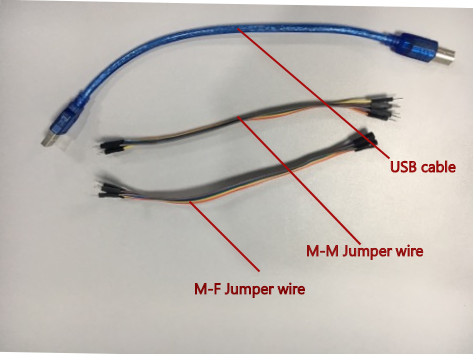 USB cable
M-M Jumper wire
M-F Jumper wire